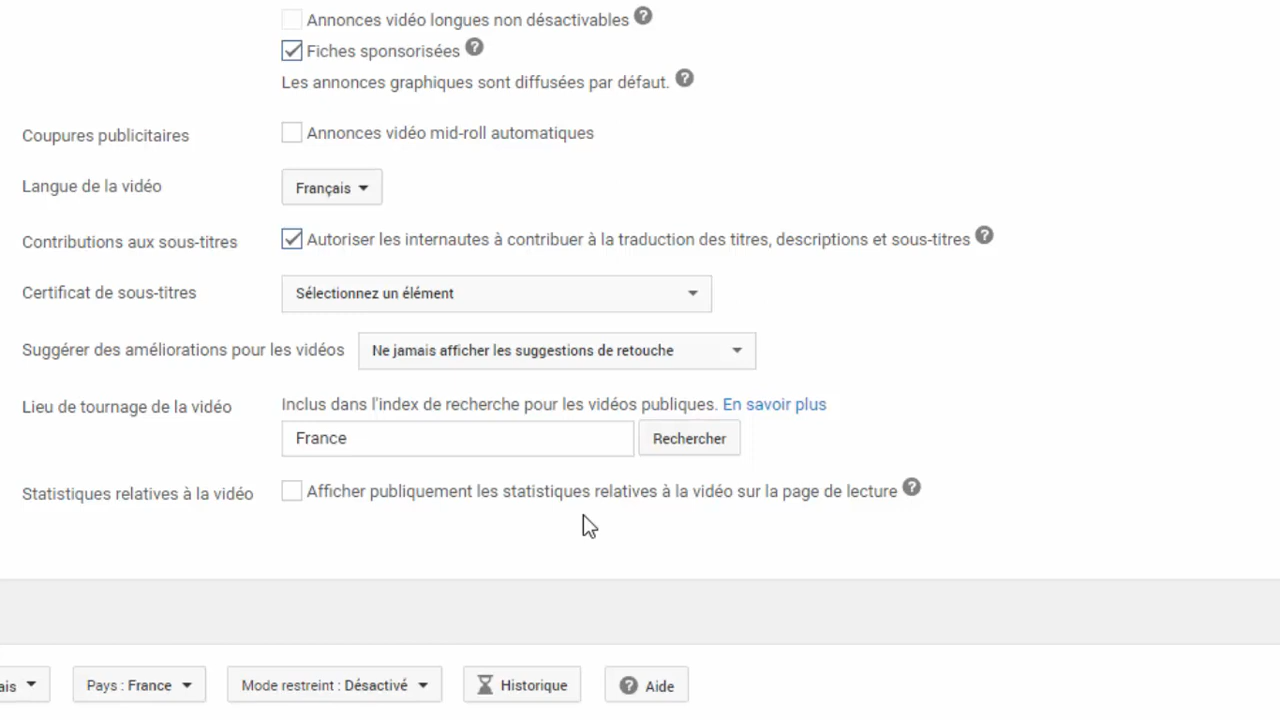 Annonces vidéo longues non désactivables ?
Fiches sponsorisées ?
Les annonces graphiques sont diffusées par défaut. ?
Coupures publicitaires Annonces vidéo mid-roll automatiques
Langue de la vidéo Français
Contributions aux sous-titres Autoriser les internautes à contribuer à la traduction des titres, descriptions et sous-titres ?
Certificat de sous-titres Sélectionnez un élément
Suggérer des améliorations pour les vidéos Ne jamais afficher les suggestions de retouche
Lieu de tournage de la vidéo Inclus dans l'index de recherche pour les vidéos publiques. En savoir plus
France Rechercher
Statistiques relatives à la vidéo Afficher publiquement les statistiques relatives à la vidéo sur la page de lecture ?
ais Pays : France Mode restreint : Désactivé Historique ? Aide